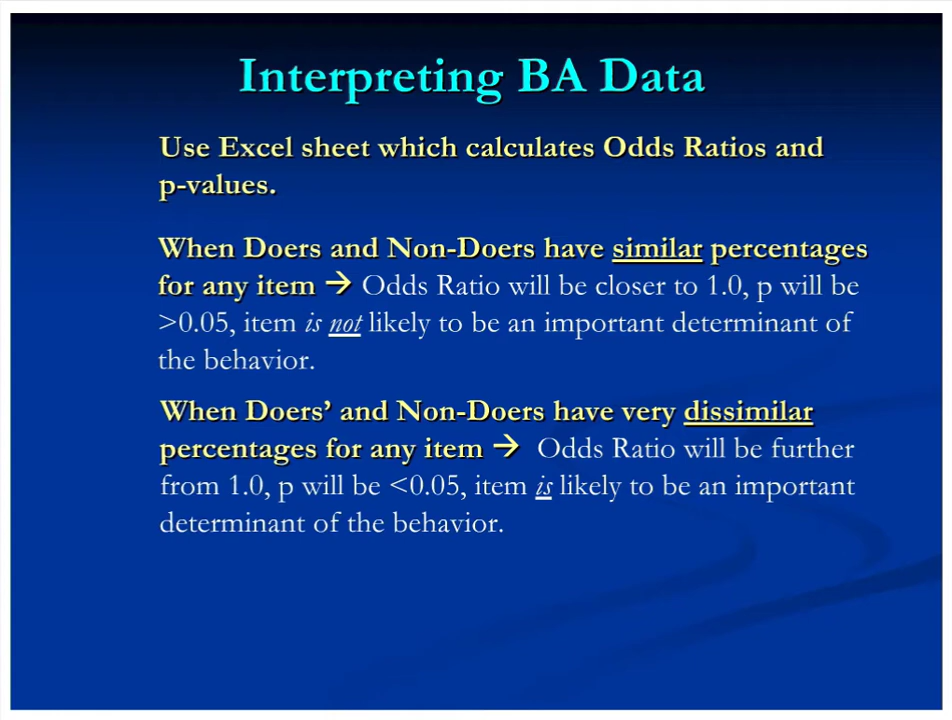 Interpreting BA Data
Use Excel sheet which calculates Odds Ratios and
p-values.
When Doers and Non-Doers have similar percentages
for any item → Odds Ratio will be closer to 1.0, p will be
>0.05, item is not likely to be an important determinant of
the behavior.
When Doers’ and Non-Doers have very dissimilar
percentages for any item → Odds Ratio will be further
from 1.0, p will be <0.05, item is likely to be an important
determinant of the behavior.